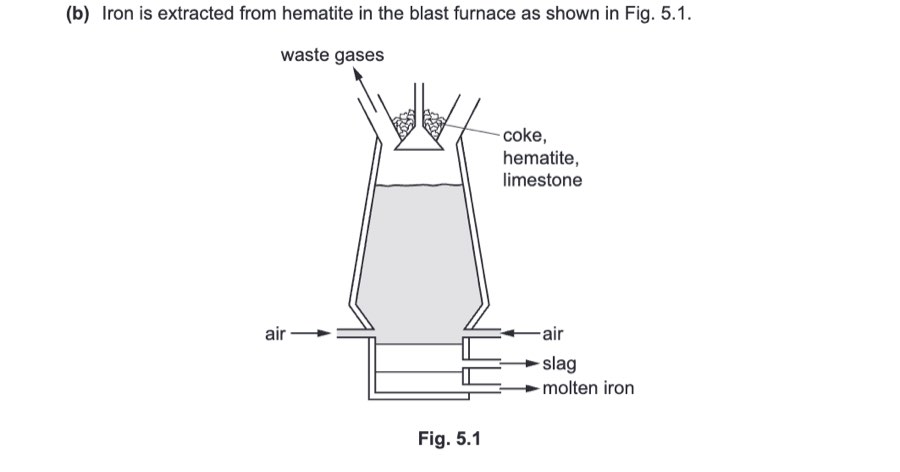 (b) Iron is extracted from hematite in the blast furnace as shown in Fig. 5.1.
waste gases
coke,
hematite,
limestone
air
air
slag
molten iron
Fig. 5.1